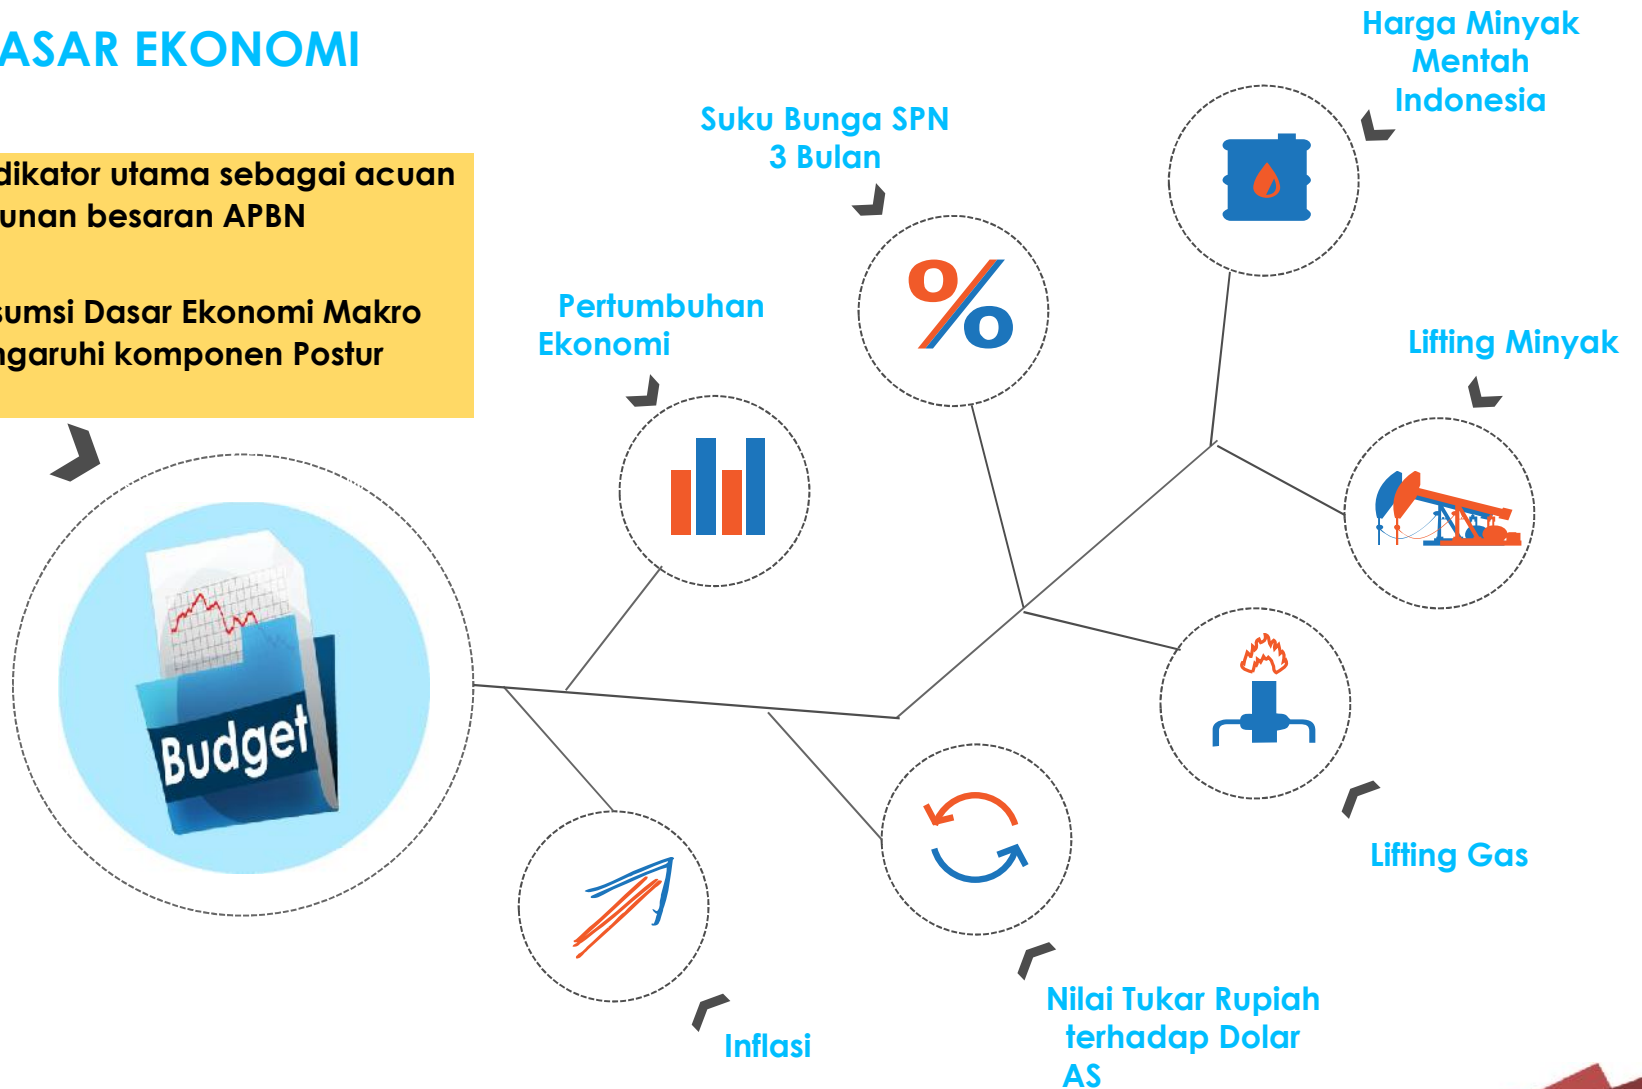 ASAR EKONOMI
dikator utama sebagai acuan
unan besaran APBN
sumsi Dasar Ekonomi Makro
ngaruhi komponen Postur
Harga Minyak
Mentah
Indonesia
Suku Bunga SPN
3 Bulan
Pertumbuhan
Ekonomi
Lifting Minyak
Budget
Lifting Gas
Nilai Tukar Rupiah
terhadap Dolar
AS
Inflasi